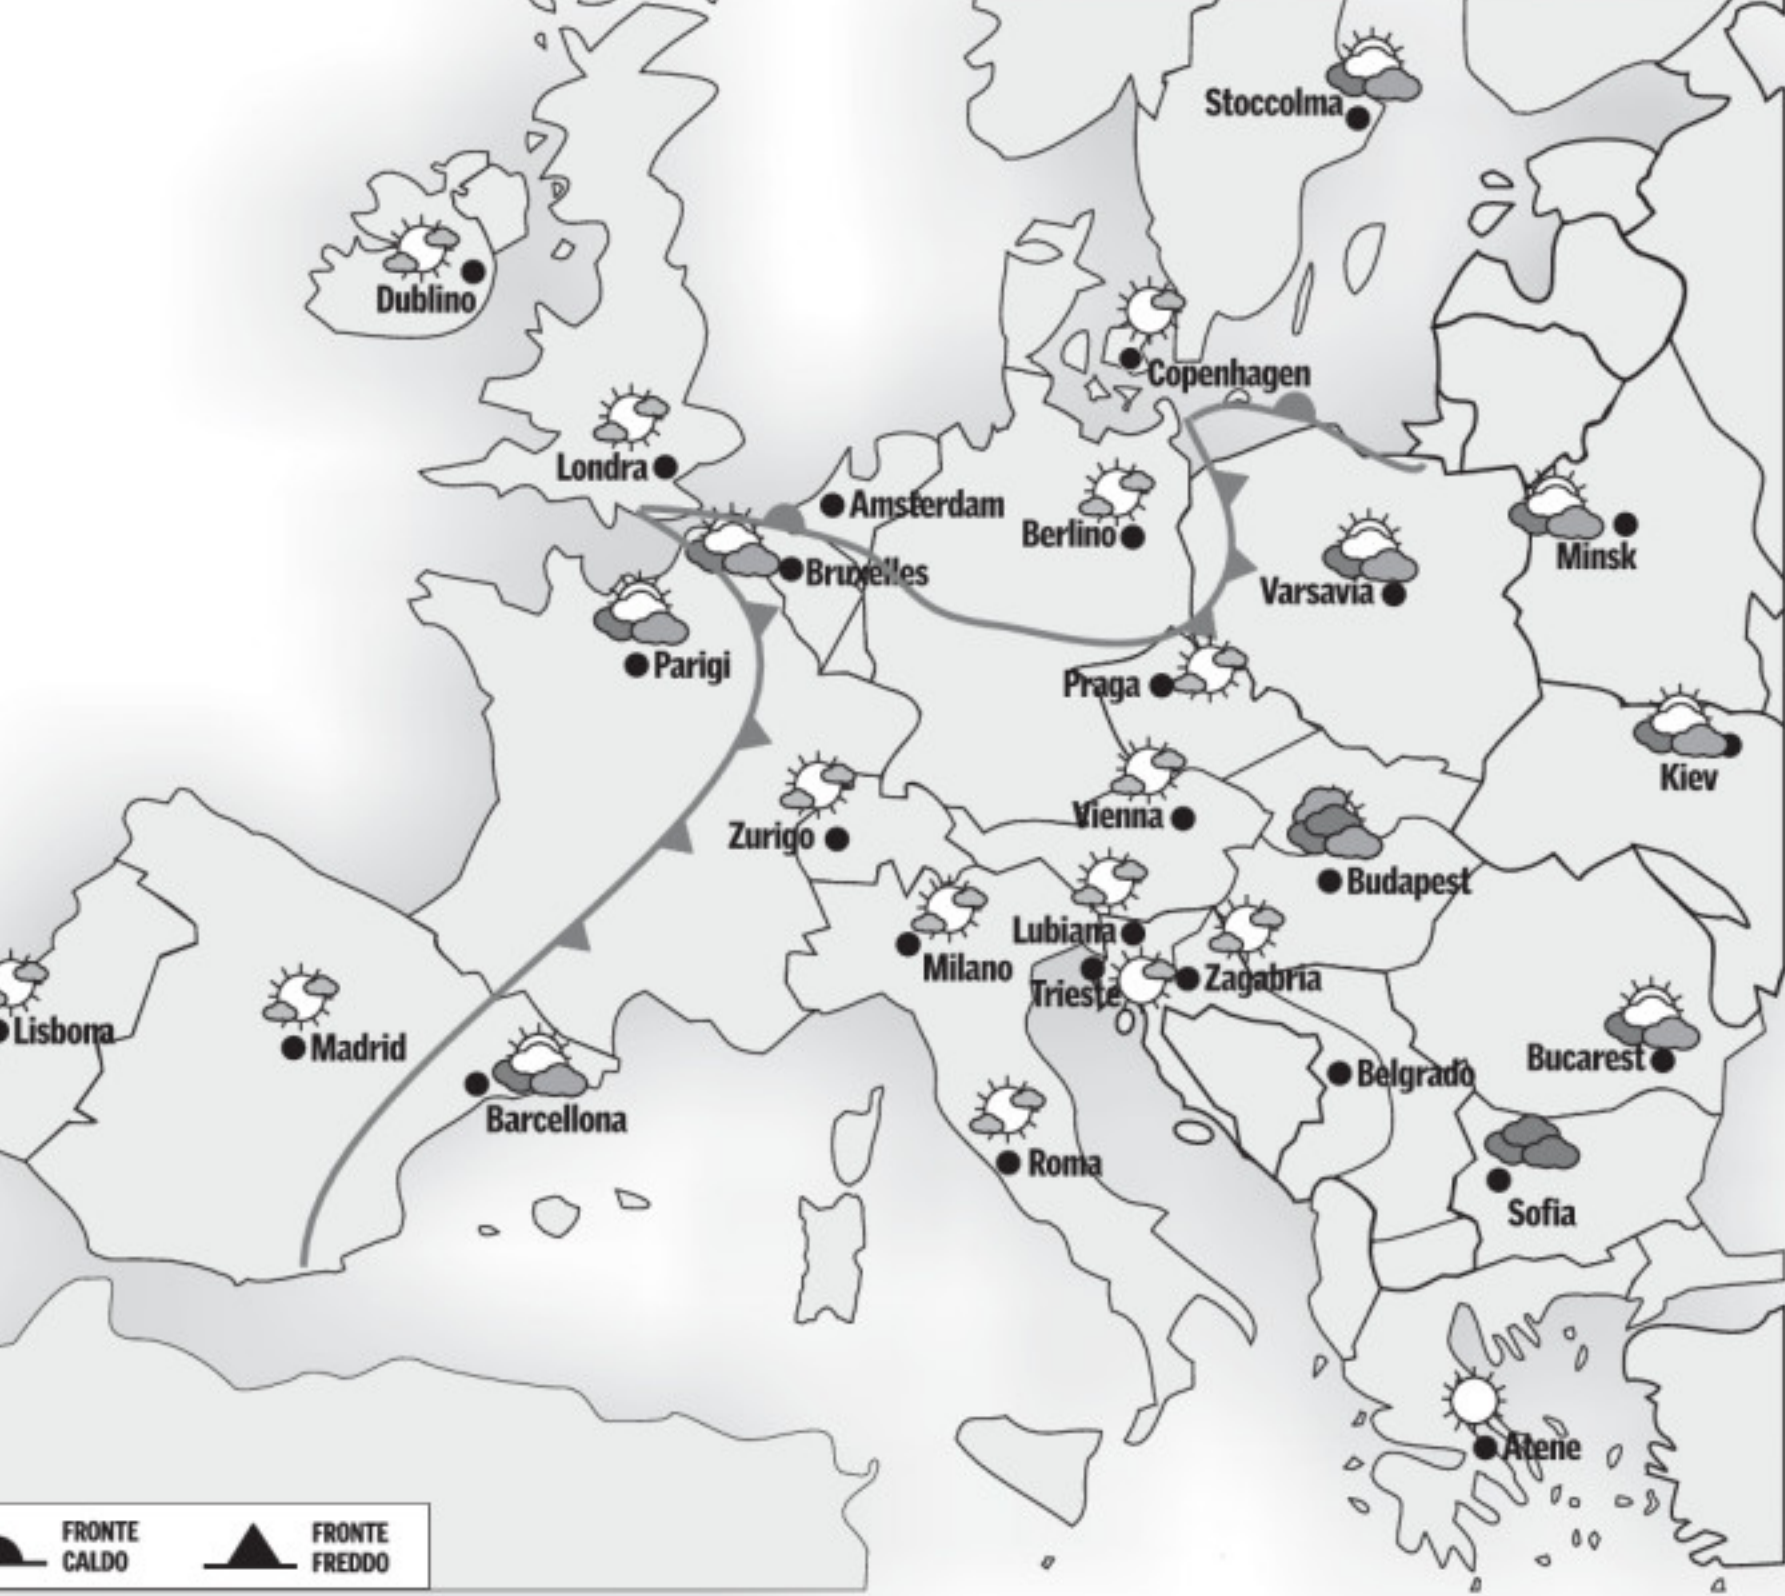 Stoccolma
Dublino
Copenhagen
Londra
Amsterdam
Berlino
Minsk
Bruxelles
Varsavia
Parigi
Praga
Kiev
Vienna
Zurigo
Budapest
Lubiana
Milano
Zagabria
Trieste
Lisbona
Madrid
Bucarest
Belgrado
Barcellona
Roma
Sofia
Atene
FRONTE
CALDO
FRONTE
FREDDO